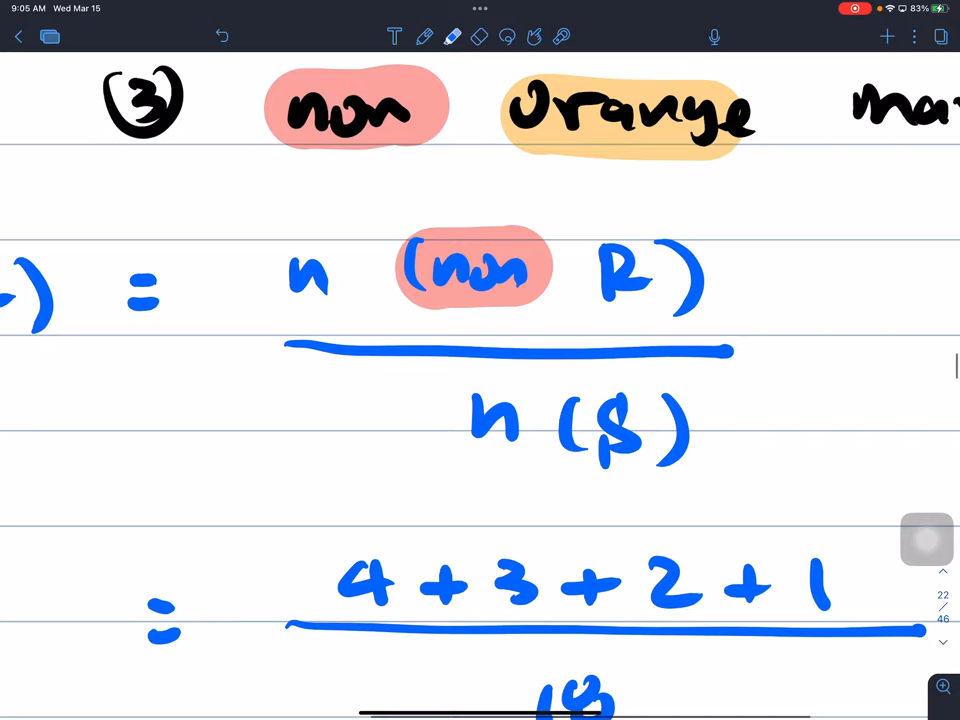 9:05 AM Wed Mar 15
83%
(3) non orange
) = n (non R)
n (S)
= 4 + 3 + 2 + 1
22
/
46